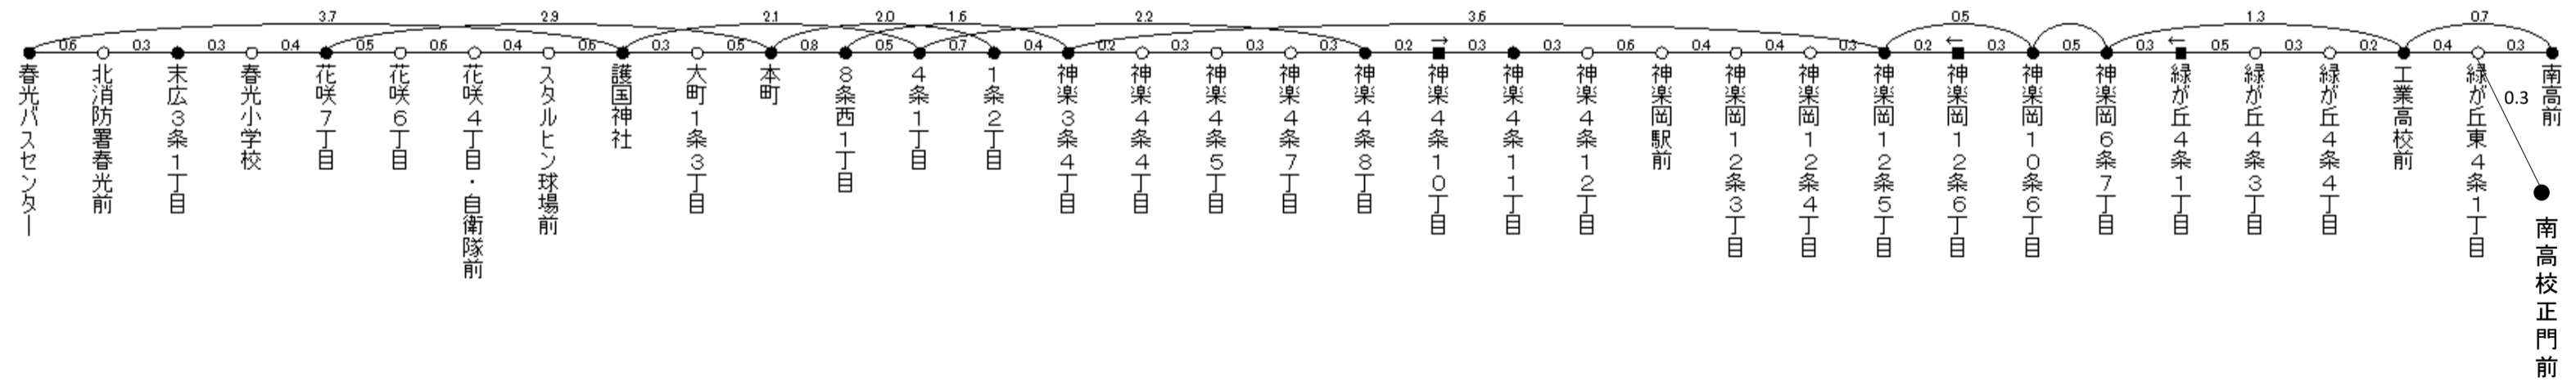 3.7 2.9 2.1 2.0 1.6 2.2 3.6 0.5 1.3 0.7
0.6 0.3 0.3 0.4 0.5 0.6 0.4 0.6 0.3 0.5 0.8 0.5 0.7 0.4 0.2 0.3 0.3 0.3 0.2 0.3 0.3 0.6 0.4 0.4 0.3 0.2 0.3 0.5 0.3 0.5 0.3 0.2 0.4 0.3
→ ← ←
春光バスセンター
北消防署春光前
末広3条1丁目
春光小学校
花咲7丁目
花咲6丁目
花咲4丁目・自衛隊前
スタルヒン球場前
護国神社
大町1条3丁目
本町
8条西1丁目
4条1丁目
1条2丁目
神楽3条4丁目
神楽4条4丁目
神楽4条5丁目
神楽4条7丁目
神楽4条8丁目
神楽4条10丁目
神楽4条11丁目
神楽4条12丁目
神楽岡駅前
神楽岡12条3丁目
神楽岡12条4丁目
神楽岡12条5丁目
神楽岡12条6丁目
神楽岡10条6丁目
神楽岡6条7丁目
緑が丘4条1丁目
緑が丘4条3丁目
緑が丘4条4丁目
工業高校前
緑が丘東4条1丁目
南高前
0.3
南高校正門前